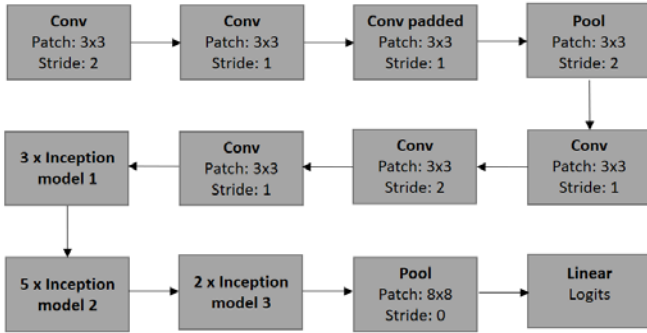 Conv
Patch: 3x3
Stride: 2
Conv
Patch: 3x3
Stride: 1
Conv padded
Patch: 3x3
Stride: 1
Pool
Patch: 3x3
Stride: 2
Conv
Patch: 3x3
Stride: 1
Conv
Patch: 3x3
Stride: 2
Conv
Patch: 3x3
Stride: 1
3 x Inception
model 1
5 x Inception
model 2
2 x Inception
model 3
Pool
Patch: 8x8
Stride: 0
Linear
Logits